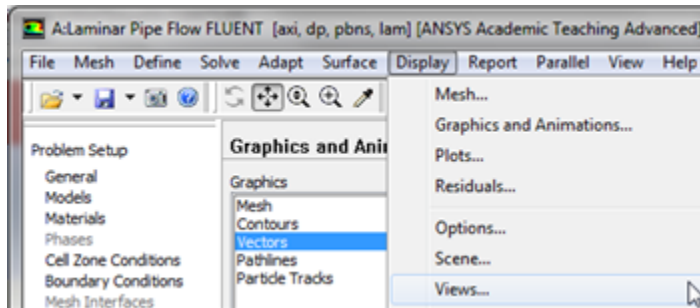 A:Laminar Pipe Flow FLUENT [axi, dp, pbns, lam] [ANSYS Academic Teaching Advanced]
File Mesh Define Solve Adapt Surface Display Report Parallel View Help
Problem Setup
General
Models
Materials
Phases
Cell Zone Conditions
Boundary Conditions
Mesh Interfaces
Graphics and Ani
Graphics
Mesh
Contours
Vectors
Pathlines
Particle Tracks
Mesh...
Graphics and Animations...
Plots...
Residuals...
Options...
Scene...
Views...